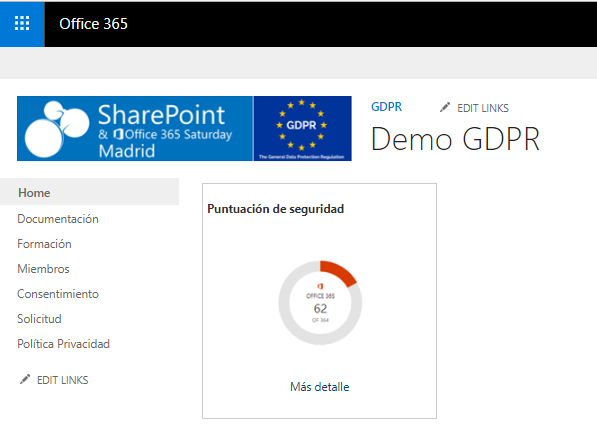 Office 365
SharePoint
& Office 365 Saturday
Madrid
GDPR
The General Data Protection Regulation
GDPR
EDIT LINKS
Demo GDPR
Home
Documentación
Formación
Miembros
Consentimiento
Solicitud
Política Privacidad
EDIT LINKS
Puntuación de seguridad
OFFICE 365
62
OF 364
Más detalle